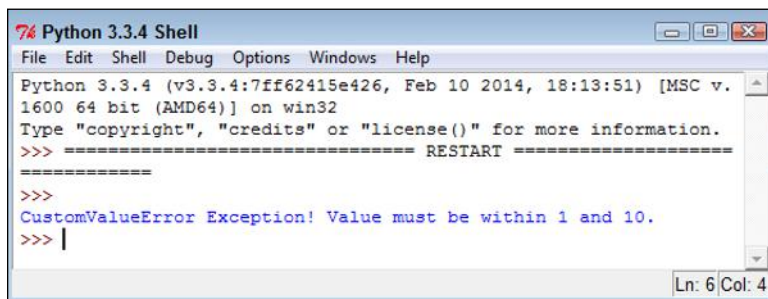 Python 3.3.4 Shell
File Edit Shell Debug Options Windows Help
Python 3.3.4 (v3.3.4:7ff62415e426, Feb 10 2014, 18:13:51) [MSC v.
1600 64 bit (AMD64)] on win32
Type "copyright", "credits" or "license()" for more information.
>>> ================================ RESTART ====================
============
>>>
CustomValueError Exception! Value must be within 1 and 10.
>>>
Ln: 6 Col: 4